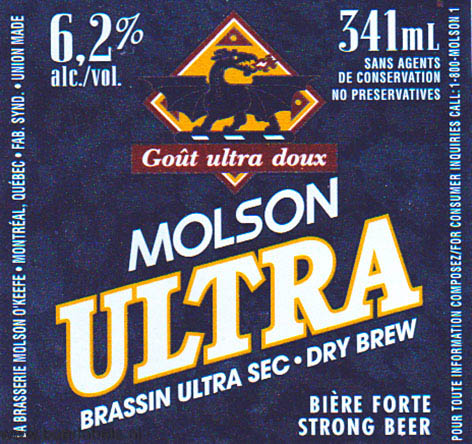 6,2%
alc./vol.
341mL
SANS AGENTS
DE CONSERVATION
NO PRESERVATIVES
Goût ultra doux
MOLSON
ULTRA
BRASSIN ULTRA SEC • DRY BREW
BIÈRE FORTE
STRONG BEER
LA BRASSERIE MOLSON O'KEEFE • MONTRÉAL, QUÉBEC • FAB. SYND. • UNION MADE
POUR TOUTE INFORMATION COMPOSEZ/FOR CONSUMER INQUIRIES CALL:1-800-MOLSON 1